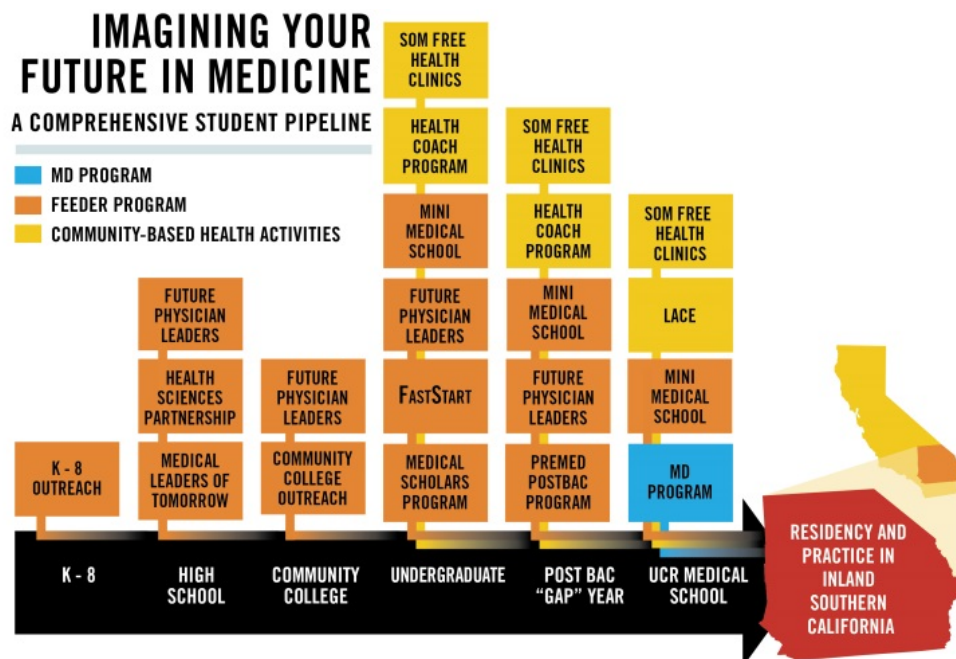 IMAGINING YOUR
FUTURE IN MEDICINE
A COMPREHENSIVE STUDENT PIPELINE
MD PROGRAM
FEEDER PROGRAM
COMMUNITY-BASED HEALTH ACTIVITIES
K - 8
OUTREACH
FUTURE
PHYSICIAN
LEADERS
HEALTH
SCIENCES
PARTNERSHIP
MEDICAL
LEADERS OF
TOMORROW
FUTURE
PHYSICIAN
LEADERS
COMMUNITY
COLLEGE
OUTREACH
SOM FREE
HEALTH
CLINICS
HEALTH
COACH
PROGRAM
MINI
MEDICAL
SCHOOL
FUTURE
PHYSICIAN
LEADERS
FASTSTART
MEDICAL
SCHOLARS
PROGRAM
SOM FREE
HEALTH
CLINICS
HEALTH
COACH
PROGRAM
MINI
MEDICAL
SCHOOL
FUTURE
PHYSICIAN
LEADERS
PREMED
POSTBAC
PROGRAM
SOM FREE
HEALTH
CLINICS
LACE
MINI
MEDICAL
SCHOOL
MD
PROGRAM
K - 8
HIGH
SCHOOL
COMMUNITY
COLLEGE
UNDERGRADUATE
POST BAC
"GAP" YEAR
UCR MEDICAL
SCHOOL
RESIDENCY AND
PRACTICE IN
INLAND
SOUTHERN
CALIFORNIA